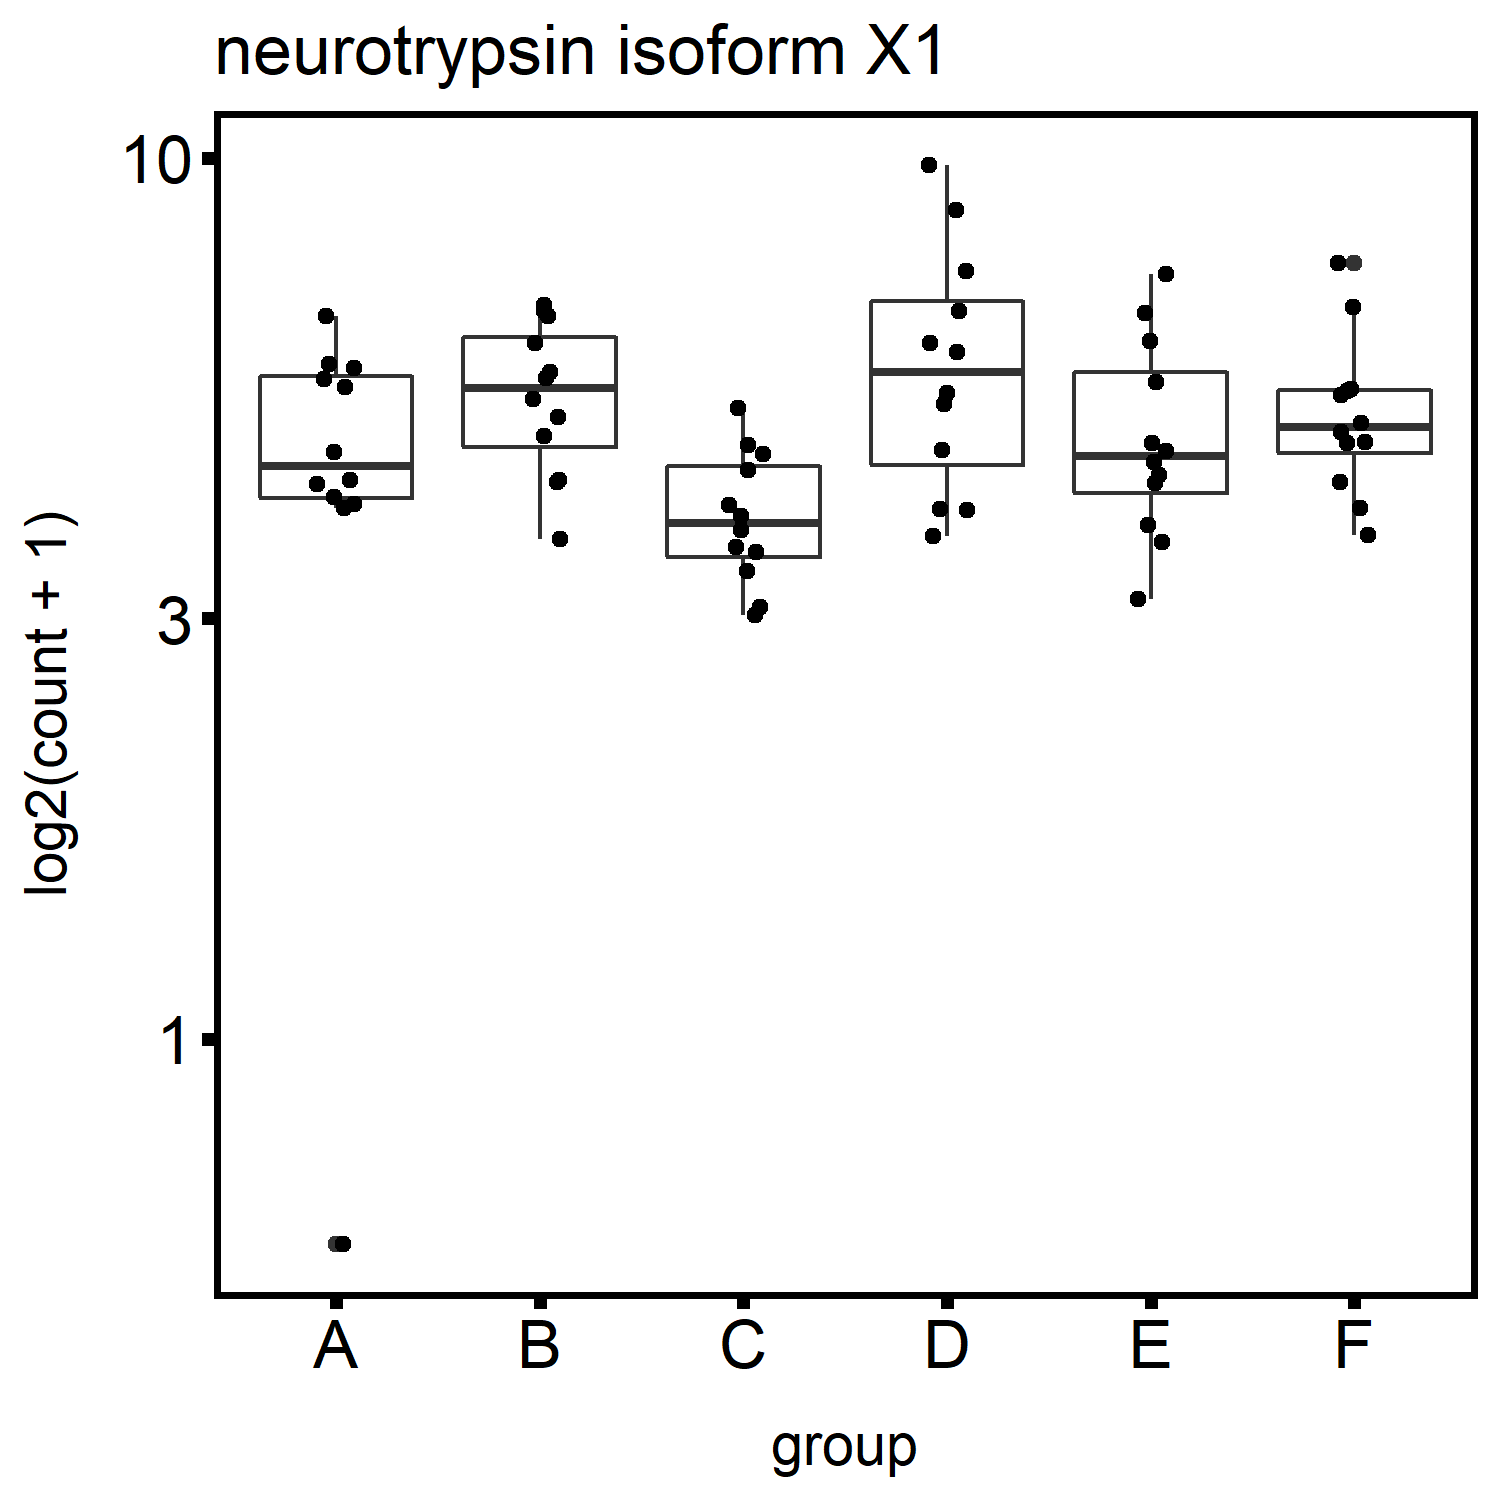 neurotrypsin isoform X1
10
3
1
log2(count + 1)
A B C D E F
group